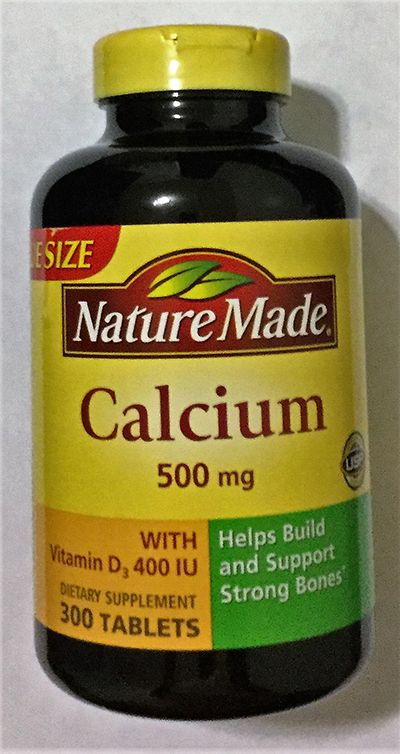 E SIZE
Nature Made®
Calcium
500 mg
USP
WITH
Vitamin D₃ 400 IU
DIETARY SUPPLEMENT
300 TABLETS
Helps Build
and Support
Strong Bones†